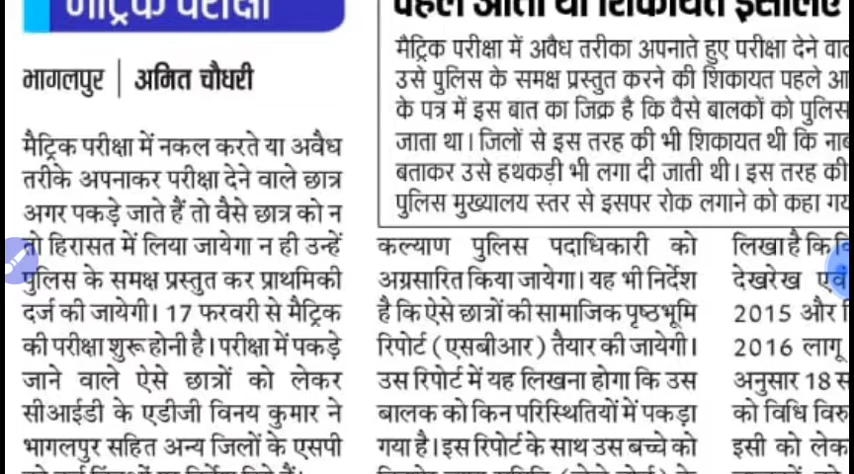 मैट्रिक परीक्षा
पहले आती थी शिकायत इसलिए
भागलपुर | अमित चौधरी
मैट्रिक परीक्षा में नकल करते या अवैध
तरीके अपनाकर परीक्षा देने वाले छात्र
अगर पकड़े जाते हैं तो वैसे छात्र को न
तो हिरासत में लिया जायेगा न ही उन्हें
पुलिस के समक्ष प्रस्तुत कर प्राथमिकी
दर्ज की जायेगी। 17 फरवरी से मैट्रिक
की परीक्षा शुरू होनी है। परीक्षा में पकड़े
जाने वाले ऐसे छात्रों को लेकर
सीआईडी के एडीजी विनय कुमार ने
भागलपुर सहित अन्य जिलों के एसपी
मैट्रिक परीक्षा में अवैध तरीका अपनाते हुए परीक्षा देने
उसे पुलिस के समक्ष प्रस्तुत करने की शिकायत पहले
के पत्र में इस बात का जिक्र है कि वैसे बालकों को पुलिस
जाता था। जिलों से इस तरह की भी शिकायत थी कि
बताकर उसे हथकड़ी भी लगा दी जाती थी। इस तरह की
पुलिस मुख्यालय स्तर से इसपर रोक लगाने को कहा
कल्याण पुलिस पदाधिकारी को
अग्रसारित किया जायेगा। यह भी निर्देश
है कि ऐसे छात्रों की सामाजिक पृष्ठभूमि
रिपोर्ट (एसबीआर) तैयार की जायेगी।
उस रिपोर्ट में यह लिखना होगा कि उस
बालक को किन परिस्थितियों में पकड़ा
गया है। इस रिपोर्ट के साथ उस बच्चे को
लिखा है कि
देखरेख एवं
2015 और
2016 लागू
अनुसार 18
को विधि
इसी को